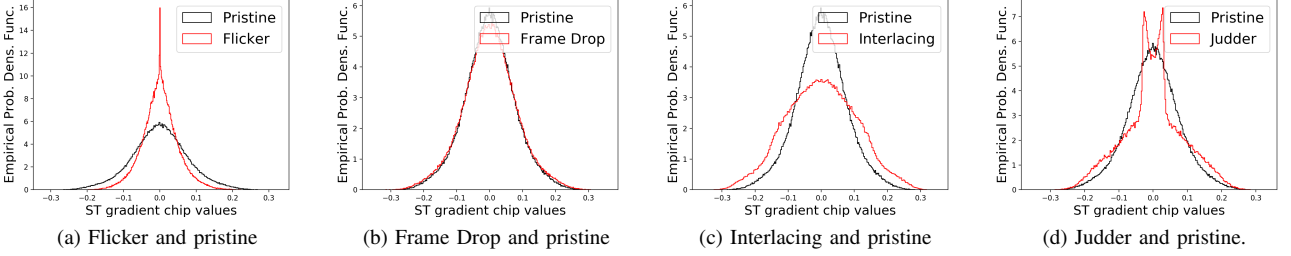 Empirical Prob. Dens. Func.
16
14
12
10
8
6
4
2
0
−0.3 −0.2 −0.1 0.0 0.1 0.2 0.3
ST gradient chip values
Pristine
Flicker
(a) Flicker and pristine
Empirical Prob. Dens. Func.
6
5
4
3
2
1
0
−0.3 −0.2 −0.1 0.0 0.1 0.2 0.3
ST gradient chip values
Pristine
Frame Drop
(b) Frame Drop and pristine
Empirical Prob. Dens. Func.
6
5
4
3
2
1
0
−0.3 −0.2 −0.1 0.0 0.1 0.2 0.3
ST gradient chip values
Pristine
Interlacing
(c) Interlacing and pristine
Empirical Prob. Dens. Func.
7
6
5
4
3
2
1
0
−0.3 −0.2 −0.1 0.0 0.1 0.2 0.3
ST gradient chip values
Pristine
Judder
(d) Judder and pristine.